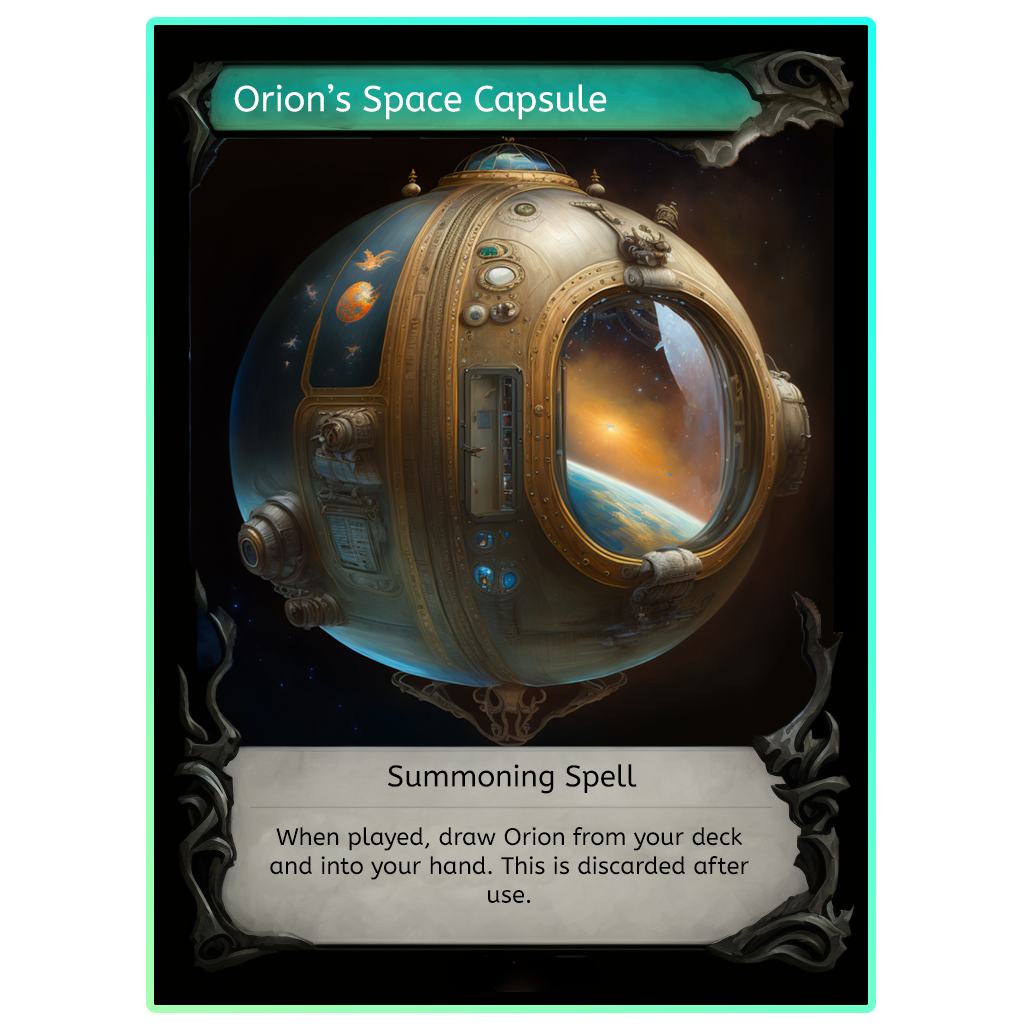 Orion’s Space Capsule
Summoning Spell
When played, draw Orion from your deck
and into your hand. This is discarded after
use.